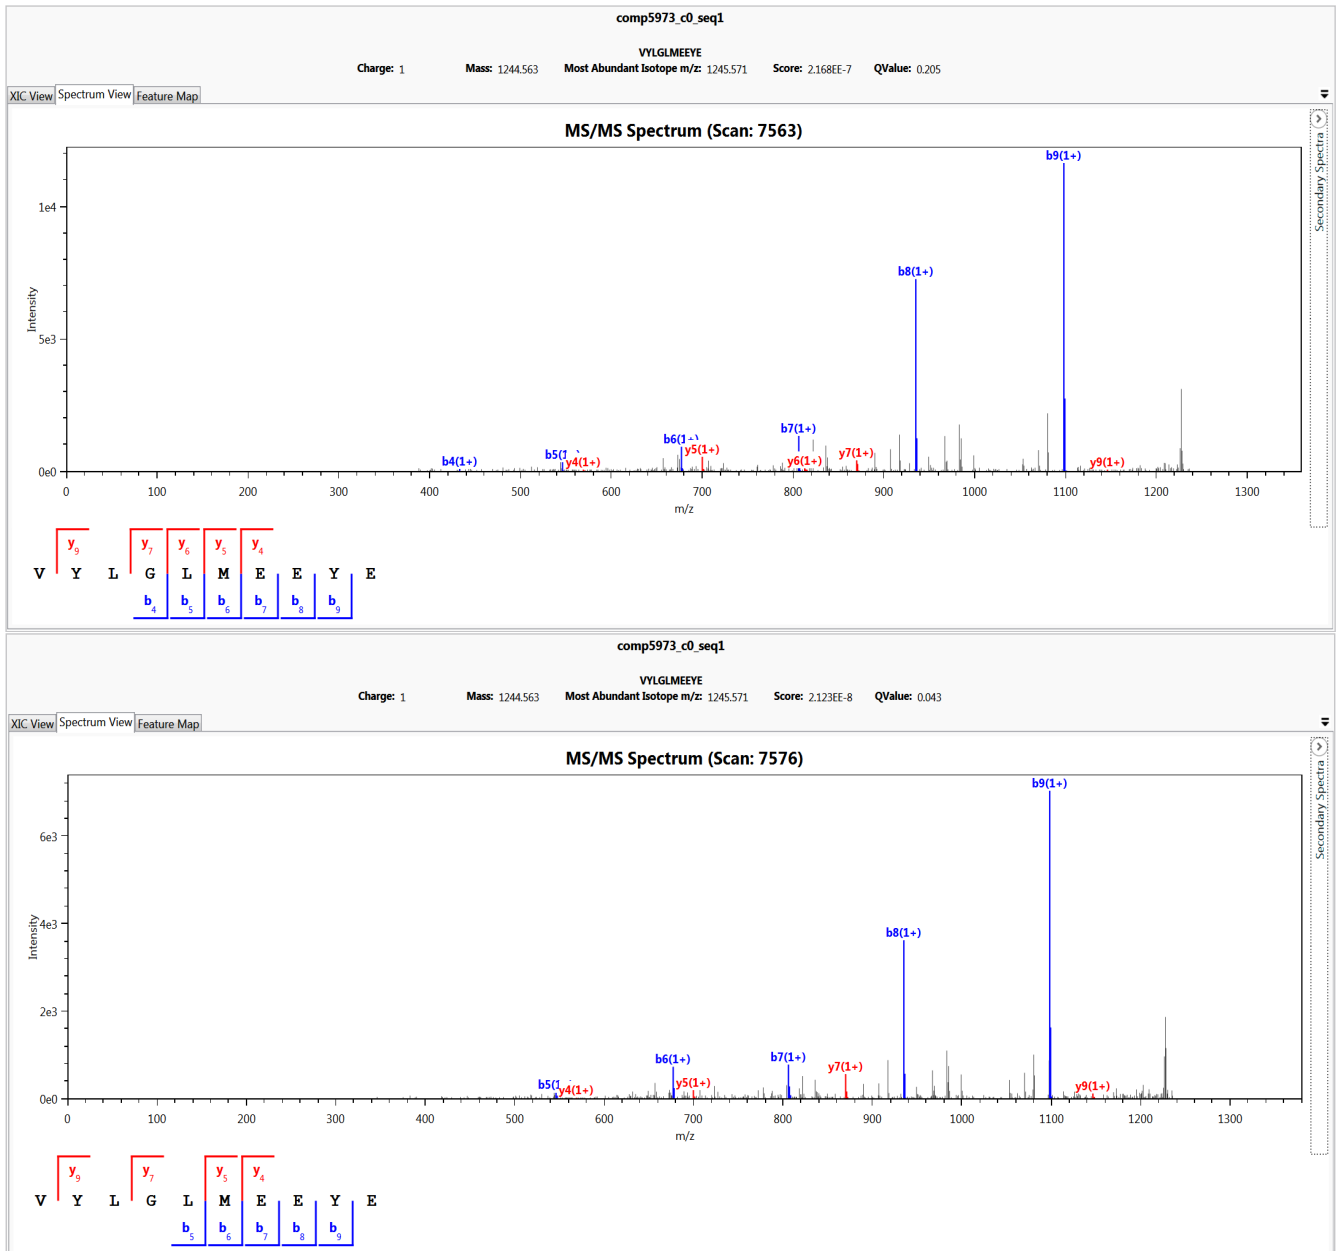 comp5973_c0_seq1
VYLGLMEEYE
Charge: 1 Mass: 1244.563 Most Abundant Isotope m/z: 1245.571 Score: 2.168EE-7 QValue: 0.205
XIC View Spectrum View Feature Map
MS/MS Spectrum (Scan: 7563)
Secondary Spectra
b9(1+)
1e4
b8(1+)
Intensity
5e3
b7(1+)
b6(1+)
y5(1+)
y7(1+)
b4(1+) b5(1 y4(1+) y6(1+) y9(1+)
0e0
0 100 200 300 400 500 600 700 800 900 1000 1100 1200 1300
m/z
y9 y7 y6 y5 y4
V Y L G L M E E Y E
b4 b5 b6 b7 b8 b9
comp5973_c0_seq1
VYLGLMEEYE
Charge: 1 Mass: 1244.563 Most Abundant Isotope m/z: 1245.571 Score: 2.123EE-8 QValue: 0.043
XIC View Spectrum View Feature Map
MS/MS Spectrum (Scan: 7576)
Secondary Spectra
b9(1+)
6e3
b8(1+)
4e3
Intensity
2e3
b6(1+) b7(1+)
y7(1+)
b5(1 y4(1+) y5(1+) y9(1+)
0e0
0 100 200 300 400 500 600 700 800 900 1000 1100 1200 1300
m/z
y9 y7 y5 y4
V Y L G L M E E Y E
b5 b6 b7 b8 b9